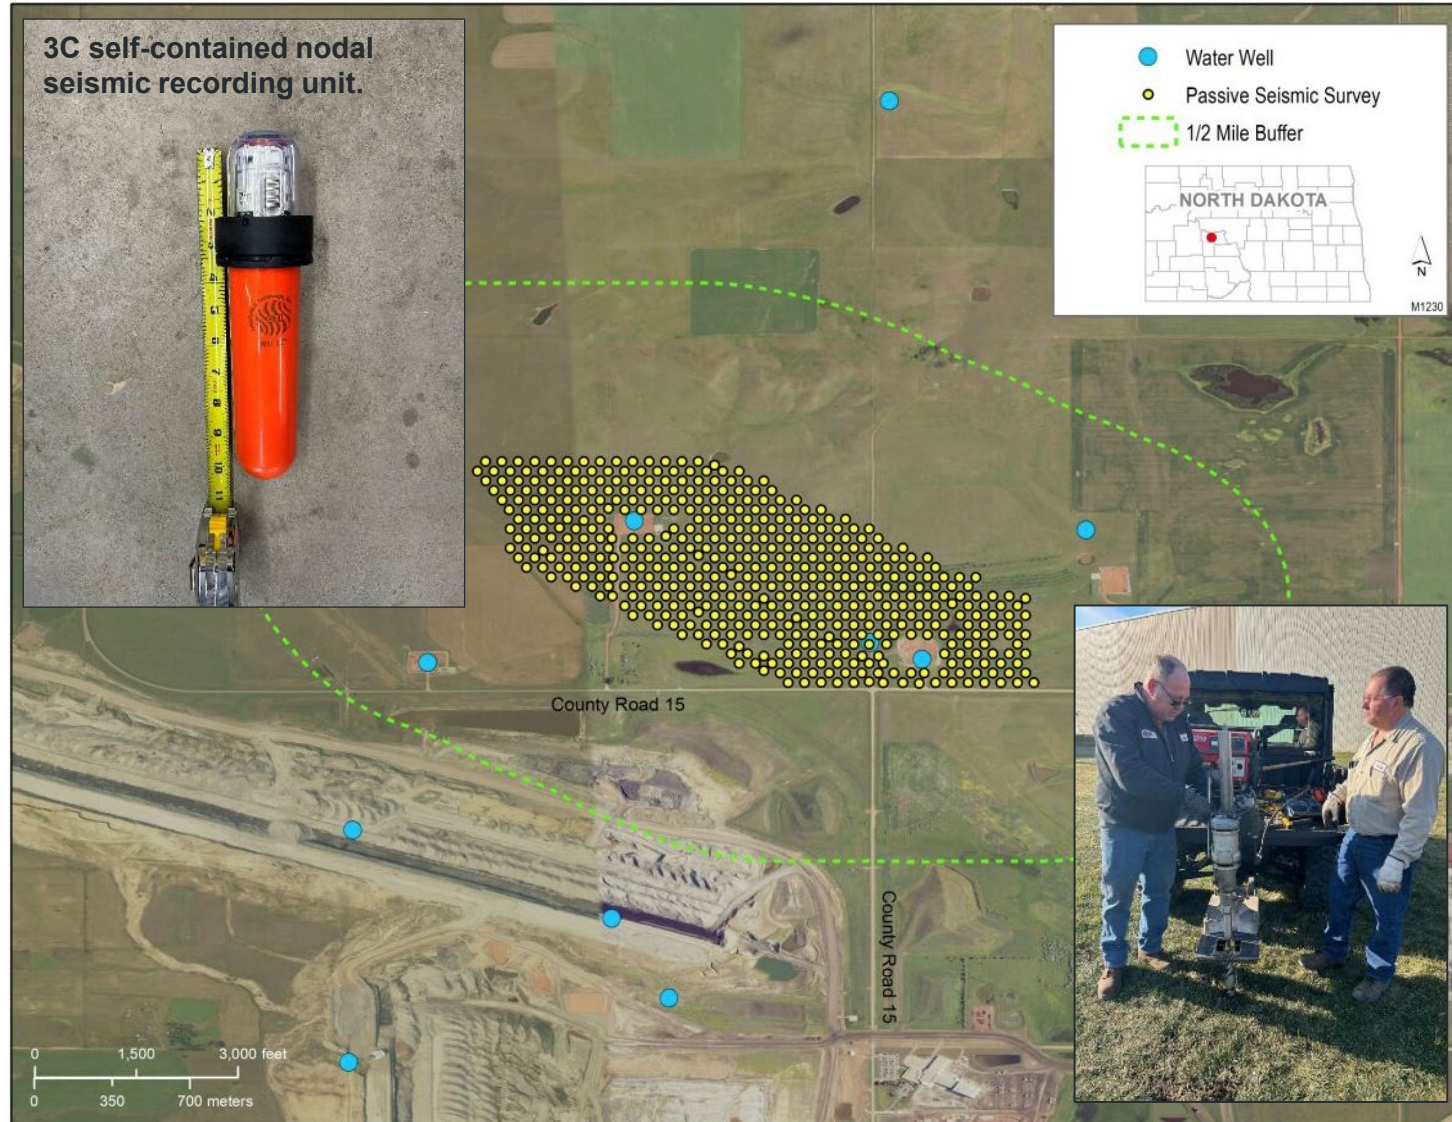 3C self-contained nodal
seismic recording unit.
Water Well
Passive Seismic Survey
1/2 Mile Buffer
NORTH DAKOTA
N
M1230
County Road 15
County Road 15
0 1,500 3,000 feet
0 350 700 meters